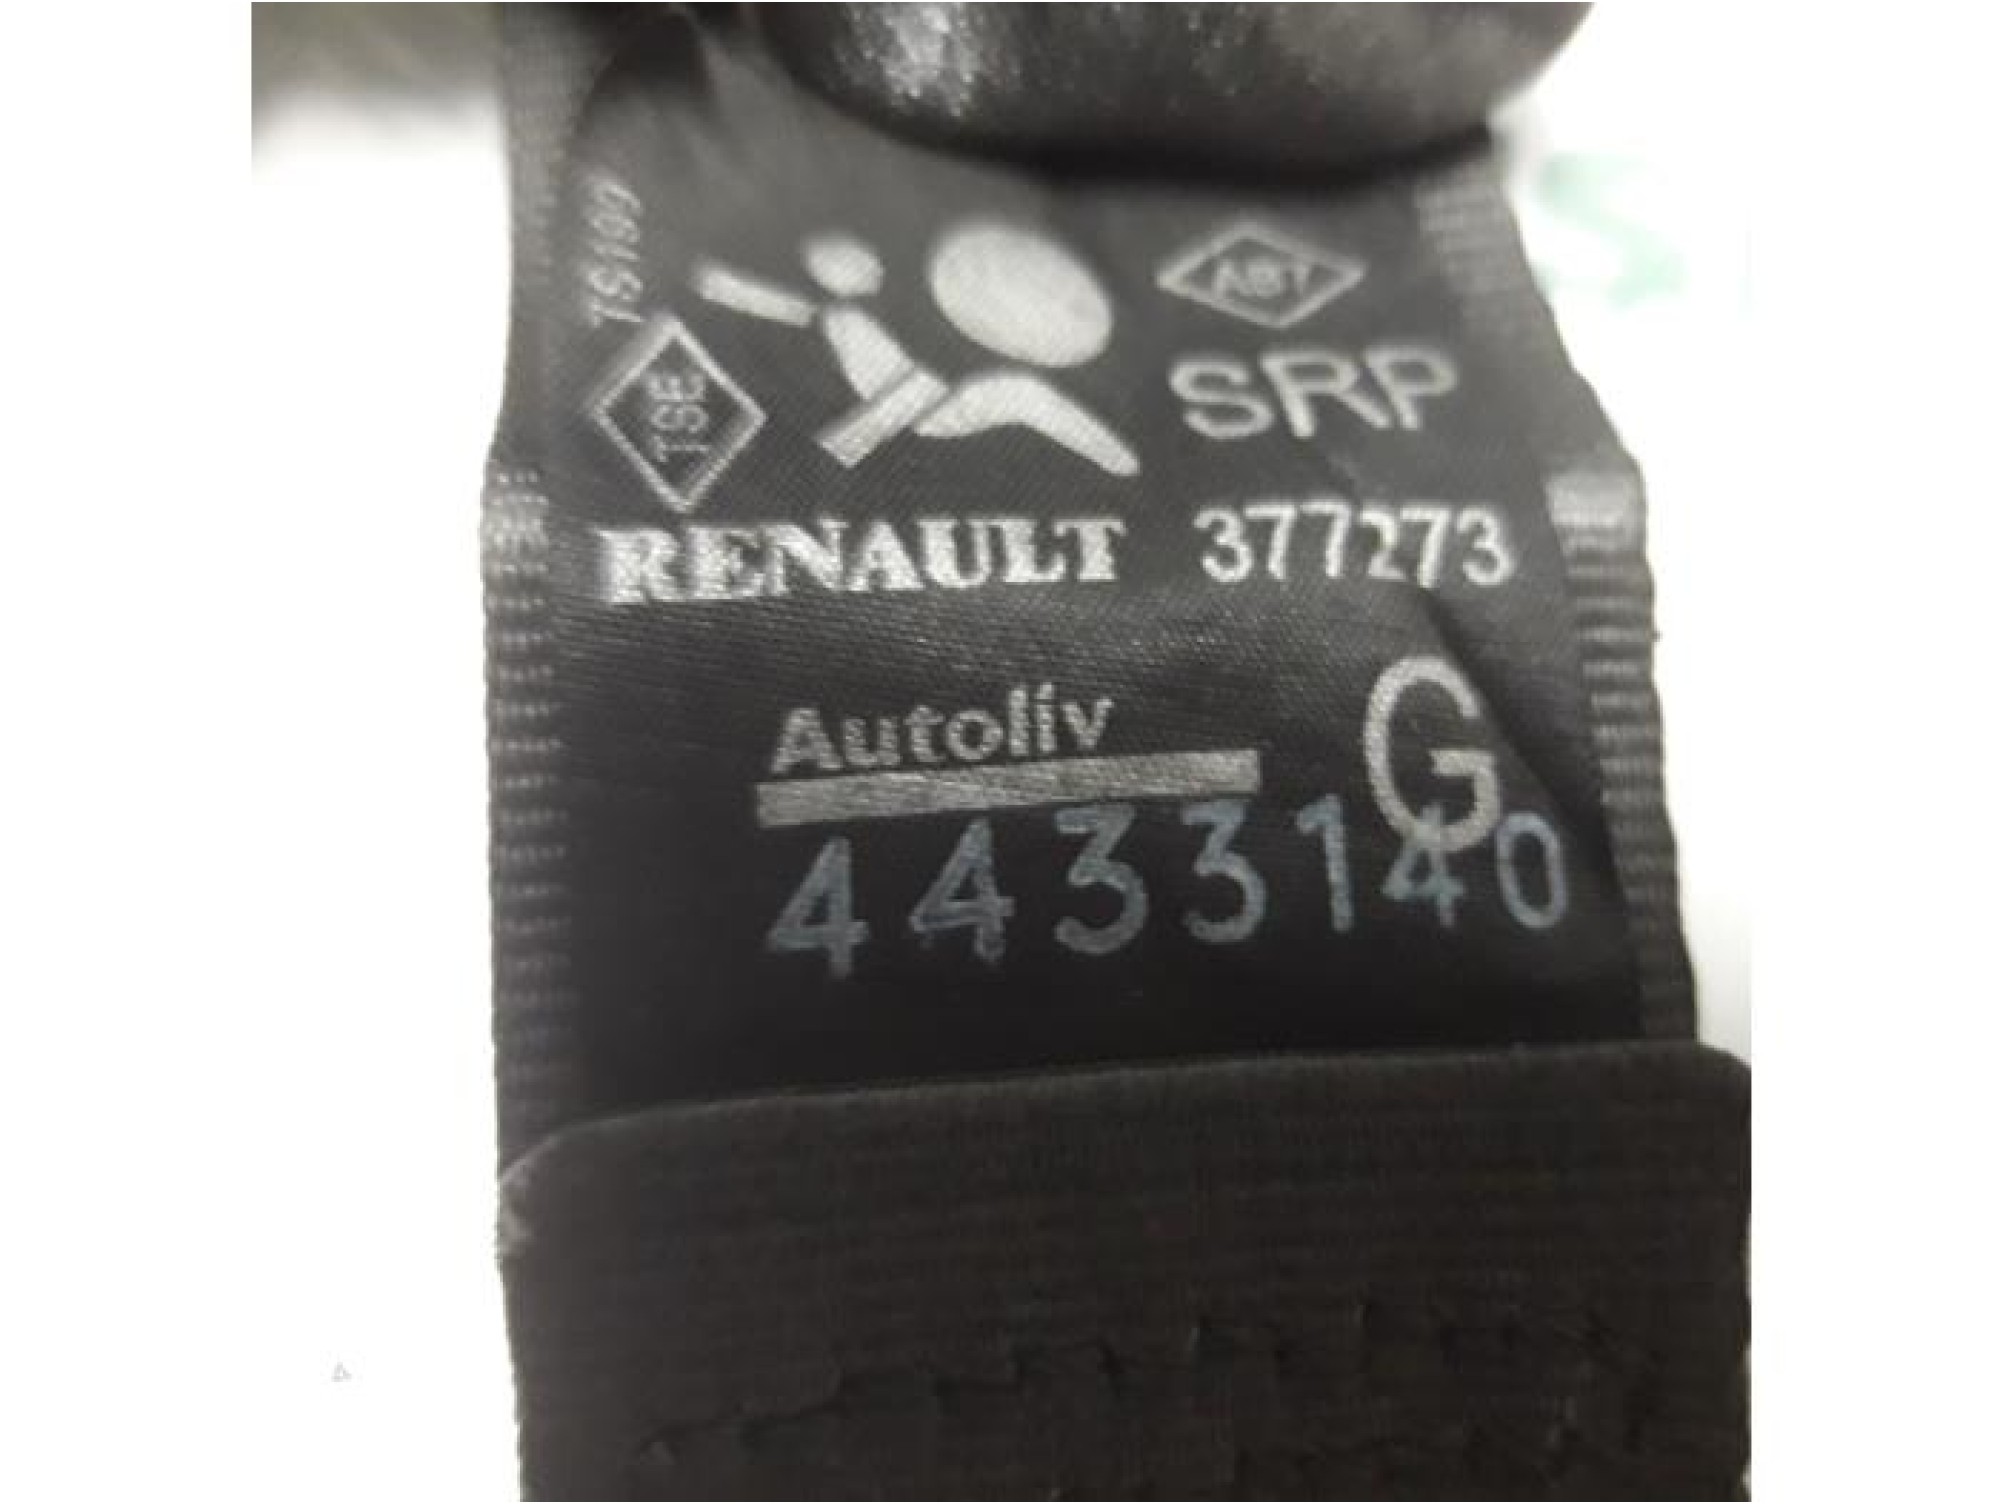 TS199
TSE
ABT
SRP
RENAULT 377273
Autoliv
G
4433140